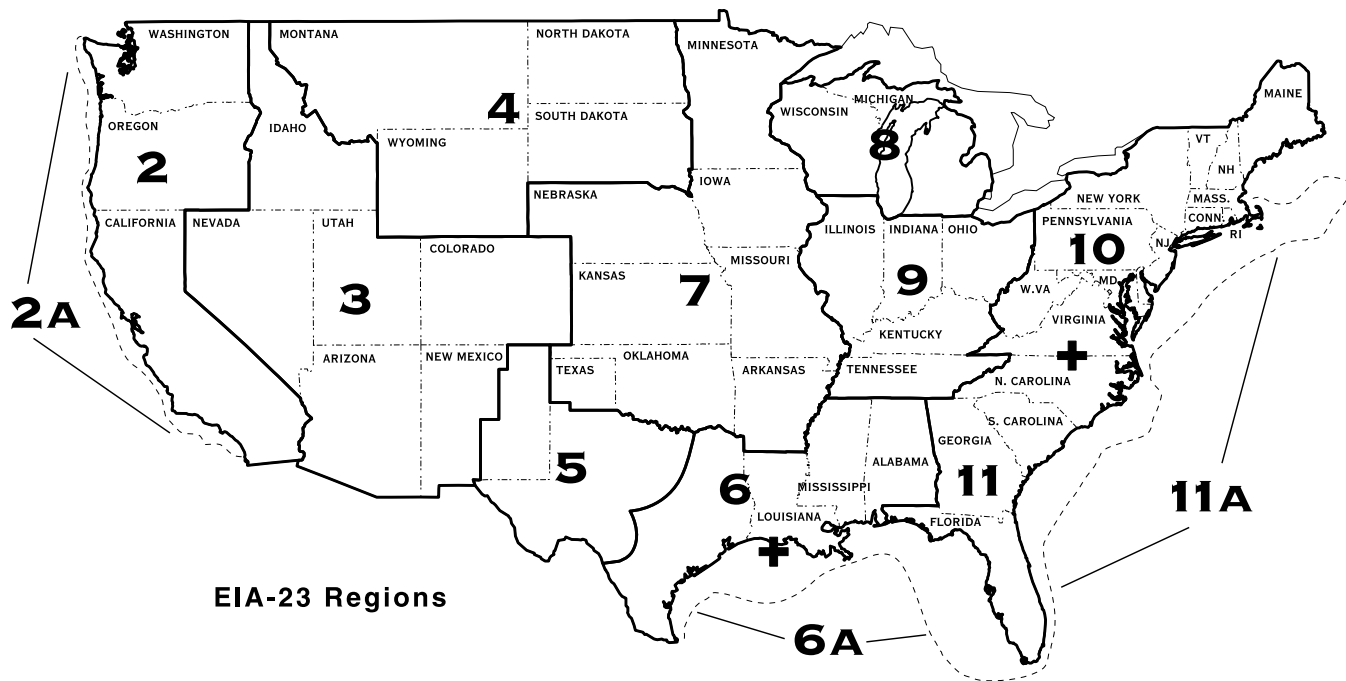 WASHINGTON
MONTANA
NORTH DAKOTA
MINNESOTA
MAINE
WISCONSIN
MICHIGAN
4
OREGON
IDAHO
SOUTH DAKOTA
WYOMING
8
VT
2
NH
IOWA
NEBRASKA
NEW YORK
MASS.
CALIFORNIA
NEVADA
UTAH
ILLINOIS
INDIANA
OHIO
PENNSYLVANIA
CONN.
RI
COLORADO
10
NJ
MISSOURI
KANSAS
9
MD.
W.VA
3
7
2A
VIRGINIA
KENTUCKY
ARIZONA
NEW MEXICO
OKLAHOMA
TEXAS
ARKANSAS
TENNESSEE
+
N. CAROLINA
S. CAROLINA
GEORGIA
5
ALABAMA
6
MISSISSIPPI
11
11A
LOUISIANA
FLORIDA
+
EIA-23 Regions
6A